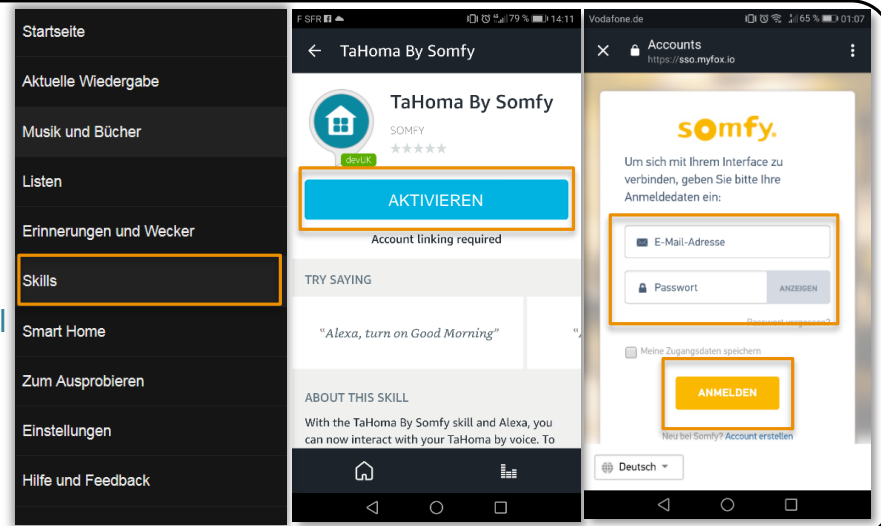 Startseite
Aktuelle Wiedergabe
Musik und Bücher
Listen
Erinnerungen und Wecker
Skills
Smart Home
Zum Ausprobieren
Einstellungen
Hilfe und Feedback
F SFR
79 % 14:11
TaHoma By Somfy
TaHoma By Somfy
SOMFY
devUK
AKTIVIEREN
Account linking required
TRY SAYING
"Alexa, turn on Good Morning"
ABOUT THIS SKILL
With the TaHoma By Somfy skill and Alexa, you
can now interact with your TaHoma by voice. To
Vodafone.de
65 % 01:07
Accounts
https://sso.myfox.io
somfy.
Um sich mit Ihrem Interface zu
verbinden, geben Sie bitte Ihre
Anmeldedaten ein:
E-Mail-Adresse
Passwort ANZEIGEN
Passwort vergessen?
Meine Zugangsdaten speichern
ANMELDEN
Neu bei Somfy? Account erstellen
Deutsch